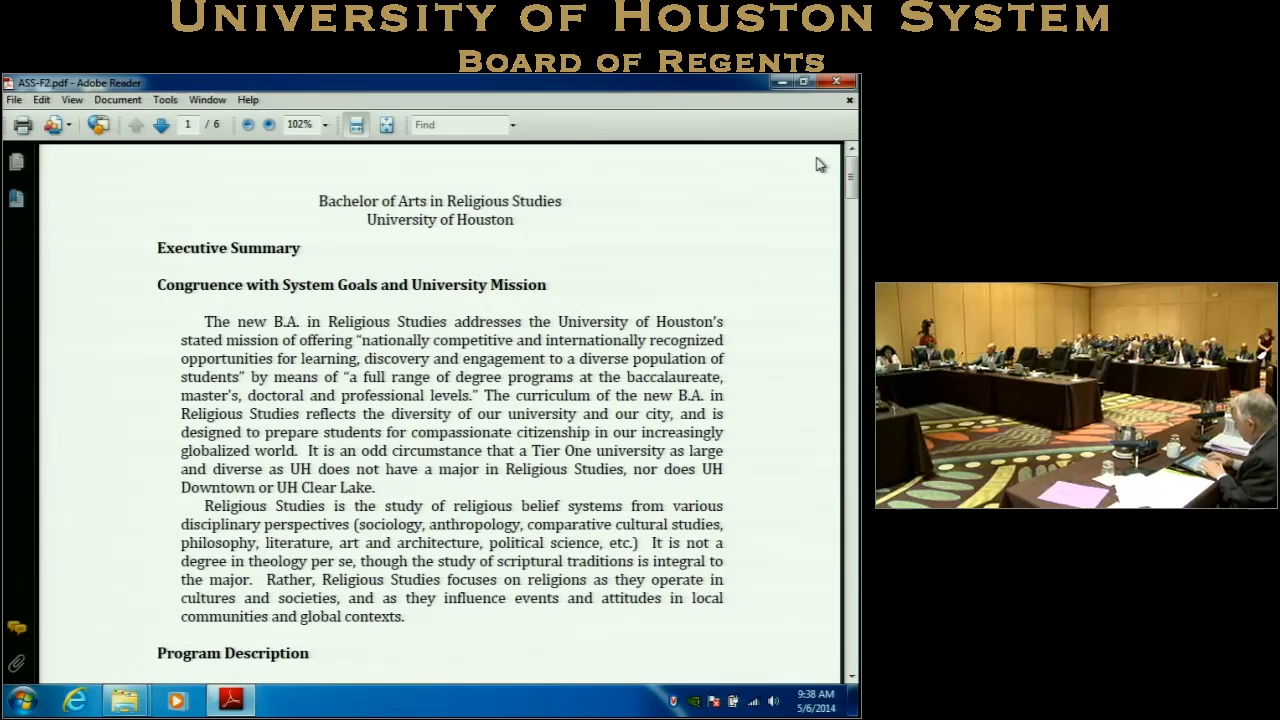 UNIVERSITY OF HOUSTON SYSTEM
BOARD OF REGENTS
ASS-F2.pdf - Adobe Reader
File Edit View Document Tools Window Help
1 / 6 102% Find
Bachelor of Arts in Religious Studies
University of Houston
Executive Summary
Congruence with System Goals and University Mission
The new B.A. in Religious Studies addresses the University of Houston's
stated mission of offering “nationally competitive and internationally recognized
opportunities for learning, discovery and engagement to a diverse population of
students” by means of “a full range of degree programs at the baccalaureate,
master's, doctoral and professional levels.” The curriculum of the new B.A. in
Religious Studies reflects the diversity of our university and our city, and is
designed to prepare students for compassionate citizenship in our increasingly
globalized world. It is an odd circumstance that a Tier One university as large
and diverse as UH does not have a major in Religious Studies, nor does UH
Downtown or UH Clear Lake.
Religious Studies is the study of religious belief systems from various
disciplinary perspectives (sociology, anthropology, comparative cultural studies,
philosophy, literature, art and architecture, political science, etc.) It is not a
degree in theology per se, though the study of scriptural traditions is integral to
the major. Rather, Religious Studies focuses on religions as they operate in
cultures and societies, and as they influence events and attitudes in local
communities and global contexts.
Program Description
9:38 AM
5/6/2014